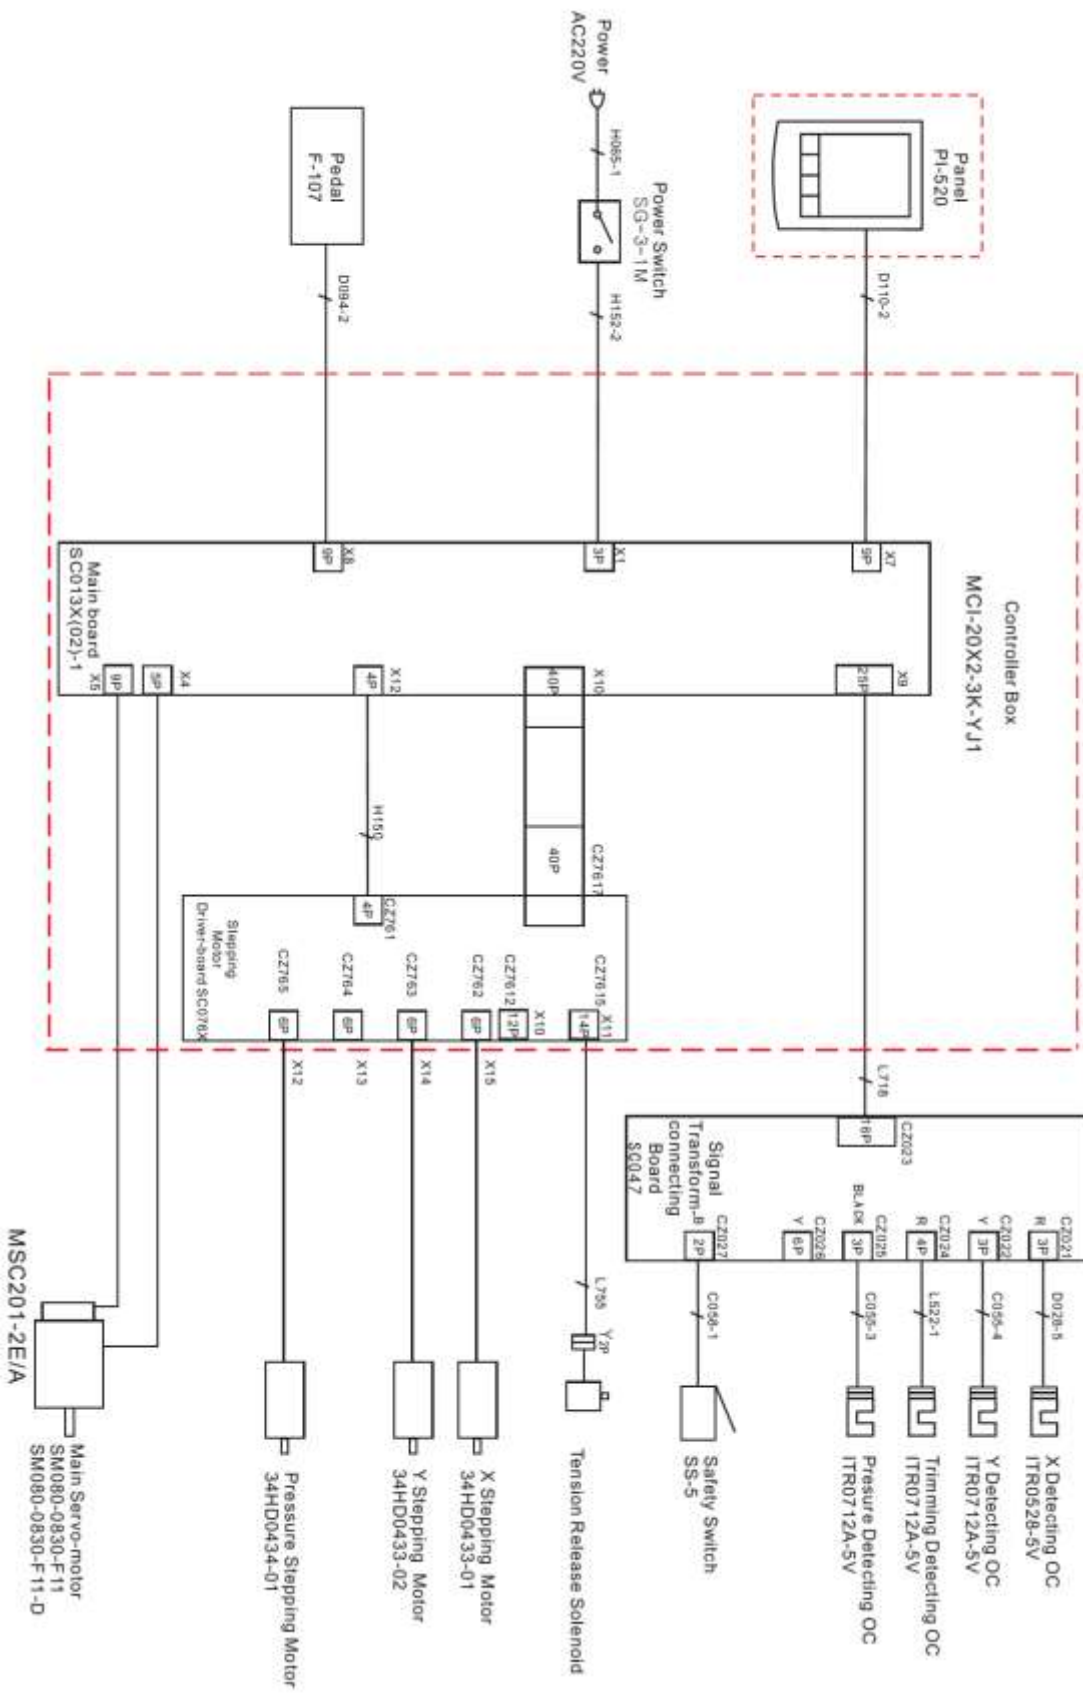 Panel
PI-520
D110-2
Power
AC220V
H085-1
Power Switch
SG-3-1M
H152-2
Pedal
F-107
D094-2
Controller Box
MCI-20X2-3K-YJ1
X7
9P
X1
3P
X8
9P
Main board
SC013X(02)-1
X9
25P
X10
40P
X12
4P
X4
5P
X5
9P
H150
CZ7617
40P
CZ761
4P
Stepping
Motor
Driver-board SC076X
CZ7615
X11
14P
CZ7612
X10
12P
CZ762
6P
X15
CZ763
6P
X14
CZ764
6P
X13
CZ765
6P
X12
L718
CZ023
16P
Signal
Transform-
connecting
Board
SC047
CZ021
R
3P
CZ022
Y
3P
CZ024
R
4P
CZ025
BLACK
3P
CZ026
Y
6P
CZ027
B
2P
D028-5
C055-4
L522-1
C055-3
C058-1
L755
Y
2P
X Detecting OC
ITR0528-5V
Y Detecting OC
ITR0712A-5V
Trimming Detecting OC
ITR0712A-5V
Presure Detecting OC
ITR0712A-5V
Safety Switch
SS-5
Tension Release Solenoid
X Stepping Motor
34HD0433-01
Y Stepping Motor
34HD0433-02
Pressure Stepping Motor
34HD0434-01
Main Servo-motor
SM080-0830-F11
SM080-0830-F11-D
MSC201-2E/A